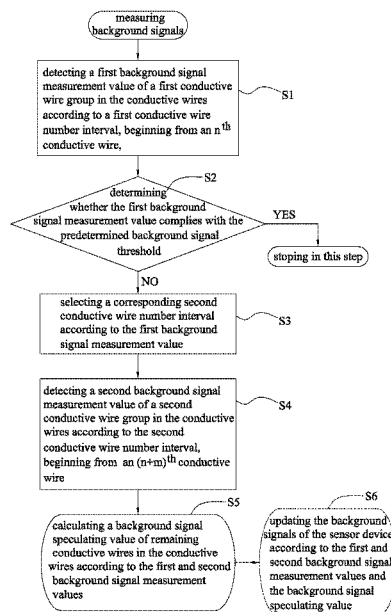 measuring
background signals
detecting a first background signal
measurement value of a first conductive
wire group in the conductive wires
according to a first conductive wire
number interval, beginning from an nth
conductive wire,
S1
S2
determining
whether the first background
signal measurement value complies with the
predetermined background signal
threshold
YES
stoping in this step
NO
selecting a corresponding second
conductive wire number interval
according to the first background
signal measurement value
S3
detecting a second background signal
measurement value of a second
conductive wire group in the conductive
wires according to the second
conductive wire number interval,
beginning from an (n+m)th conductive
wire
S4
S5
calculating a background signal
speculating value of remaining
conductive wires in the conductive
wires according to the first and second
background signal measurement
values
S6
updating the background
signals of the sensor device
according to the first and
second background signal
measurement values and
the background signal
speculating value